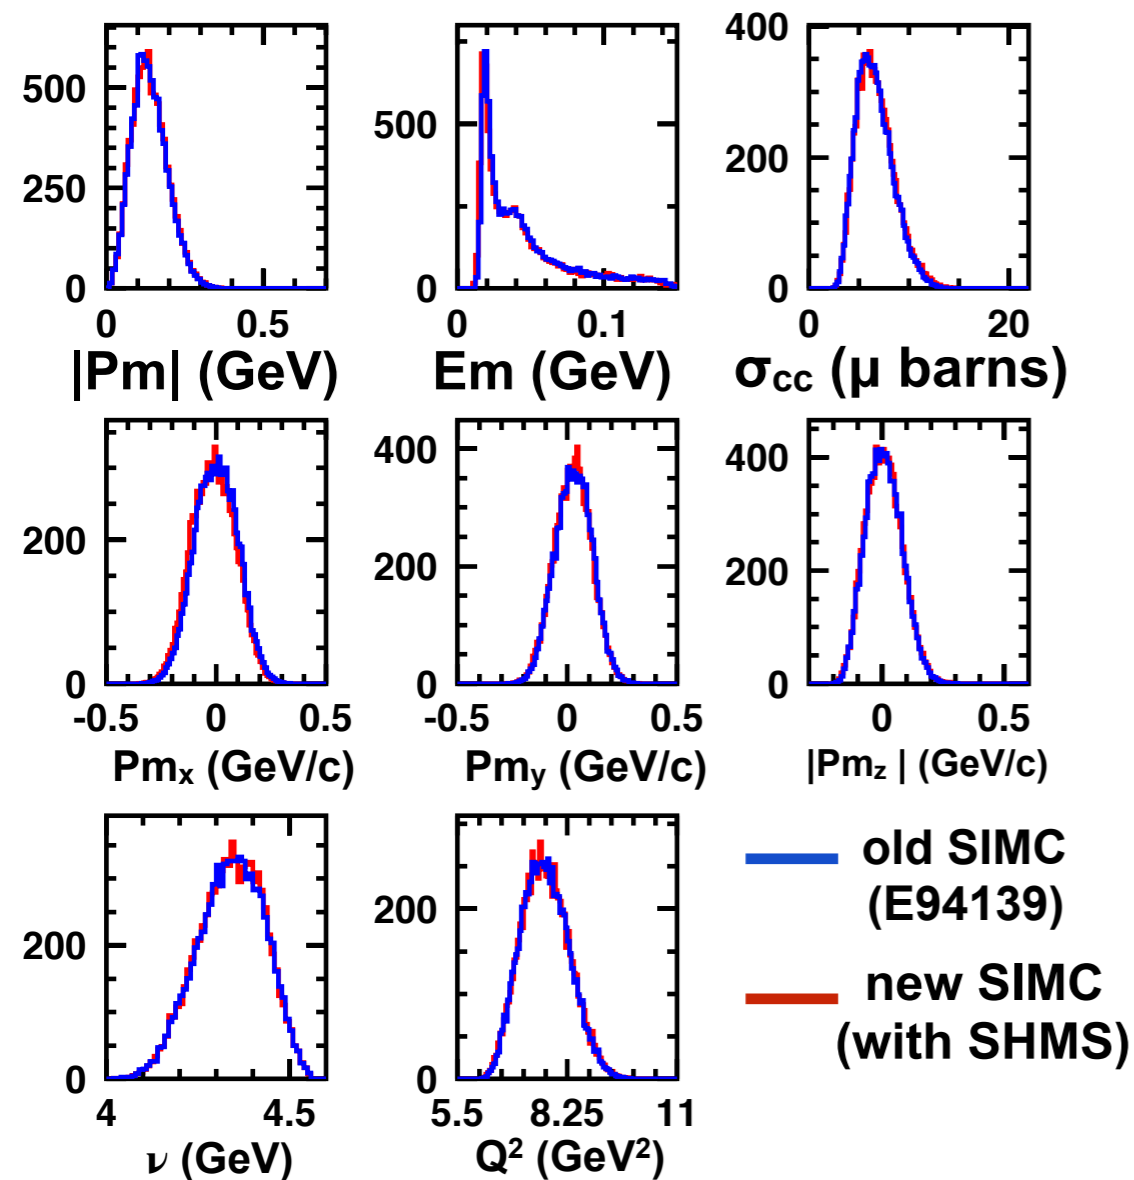 500
250
0
0 0.5
|Pm| (GeV)
500
0
0 0.1
Em (GeV)
400
200
0
0 20
σcc (μ barns)
200
0
-0.5 0 0.5
Pmx (GeV/c)
400
200
0
-0.5 0 0.5
Pmy (GeV/c)
400
200
0
0 0.5
|Pmz | (GeV/c)
200
0
4 4.5
ν (GeV)
200
0
5.5 8.25 11
Q² (GeV²)
old SIMC
(E94139)
new SIMC
(with SHMS)